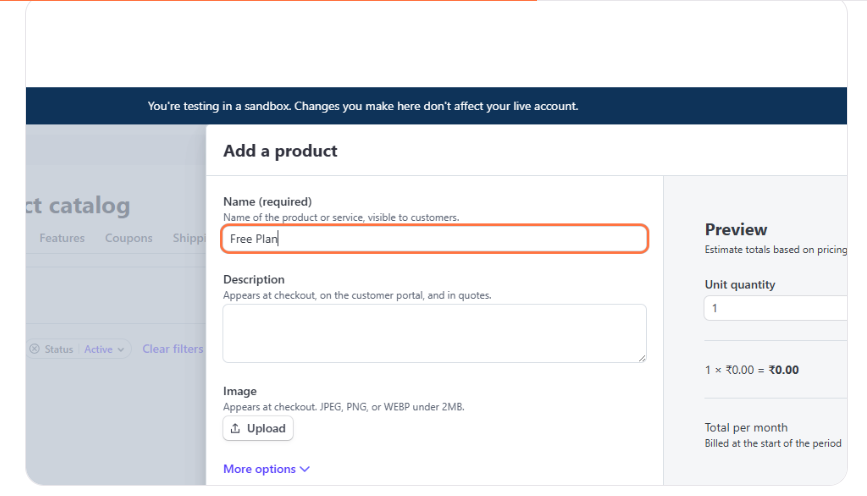 You're testing in a sandbox. Changes you make here don't affect your live account.
Add a product
ct catalog
Features Coupons Shippi
Status Active
Clear filters
Name (required)
Name of the product or service, visible to customers.
Free Plan
Description
Appears at checkout, on the customer portal, and in quotes.
Image
Appears at checkout. JPEG, PNG, or WEBP under 2MB.
Upload
More options
Preview
Estimate totals based on pricing
Unit quantity
1
1 × ₹0.00 = ₹0.00
Total per month
Billed at the start of the period